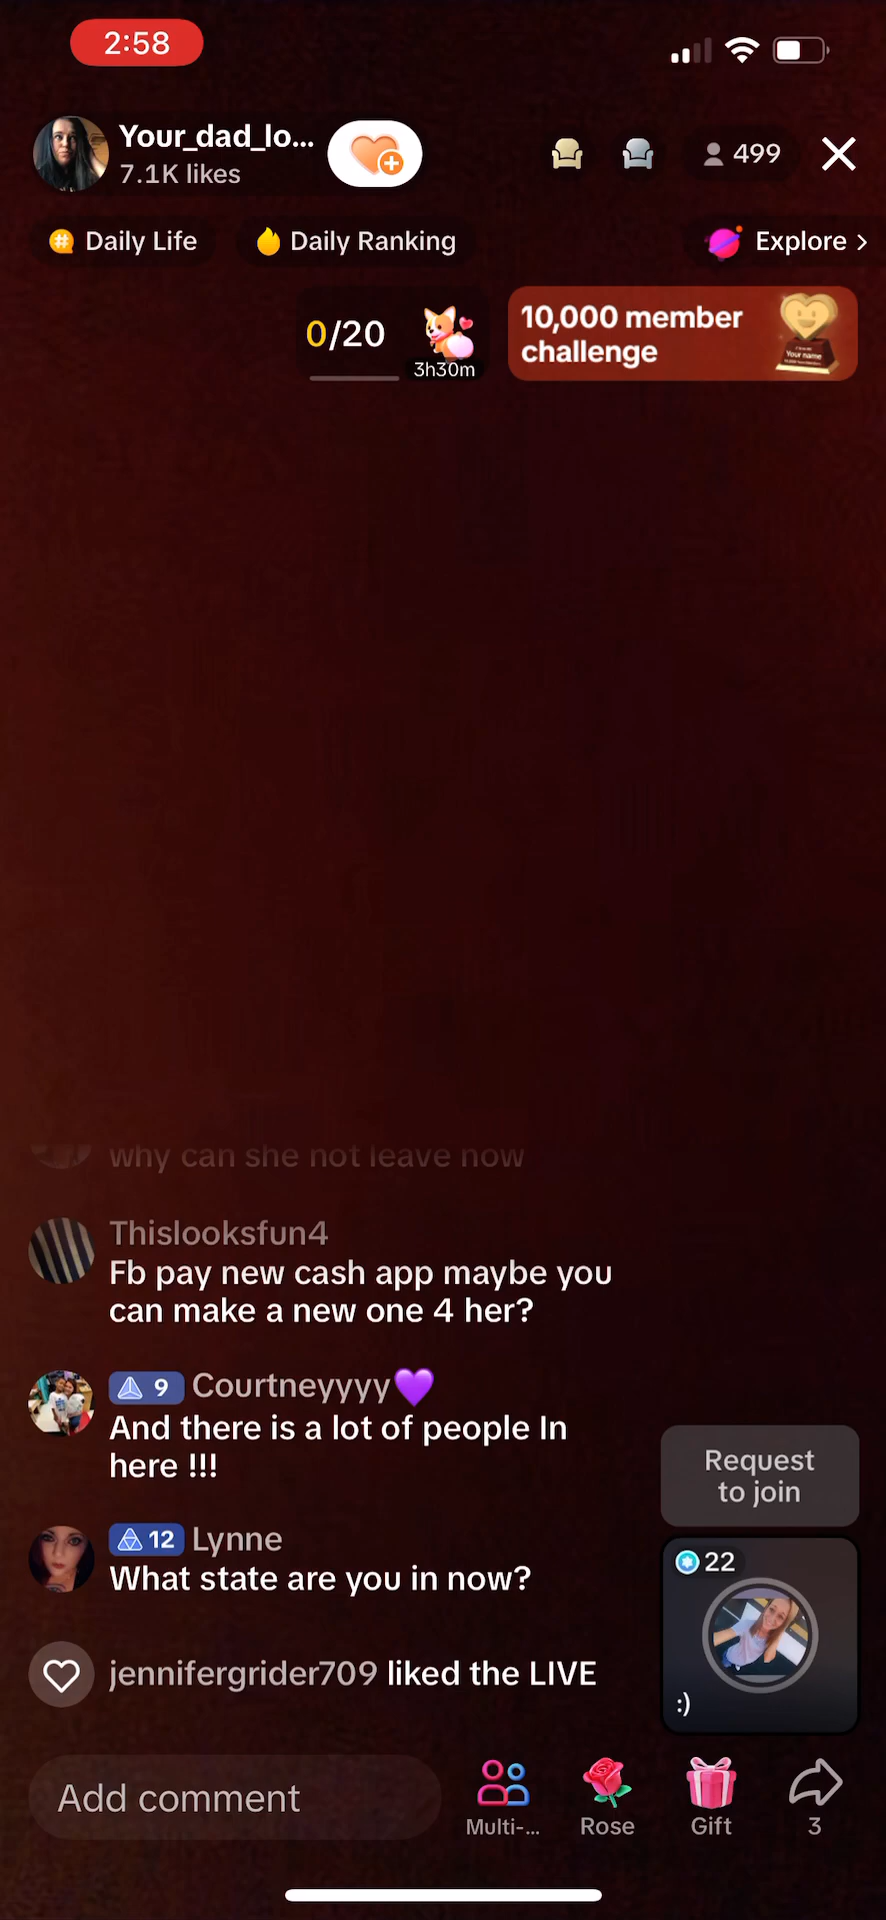 2:58
Your_dad_lo...
7.1K likes
499
Daily Life
Daily Ranking
Explore >
0/20
3h30m
10,000 member
challenge
Your name
why can she not leave now
Thislooksfun4
Fb pay new cash app maybe you
can make a new one 4 her?
9 Courtneyyyy💜
And there is a lot of people In
here !!!
12 Lynne
What state are you in now?
jennifergrider709 liked the LIVE
Request
to join
22
:)
Add comment
Multi-...
Rose
Gift
3